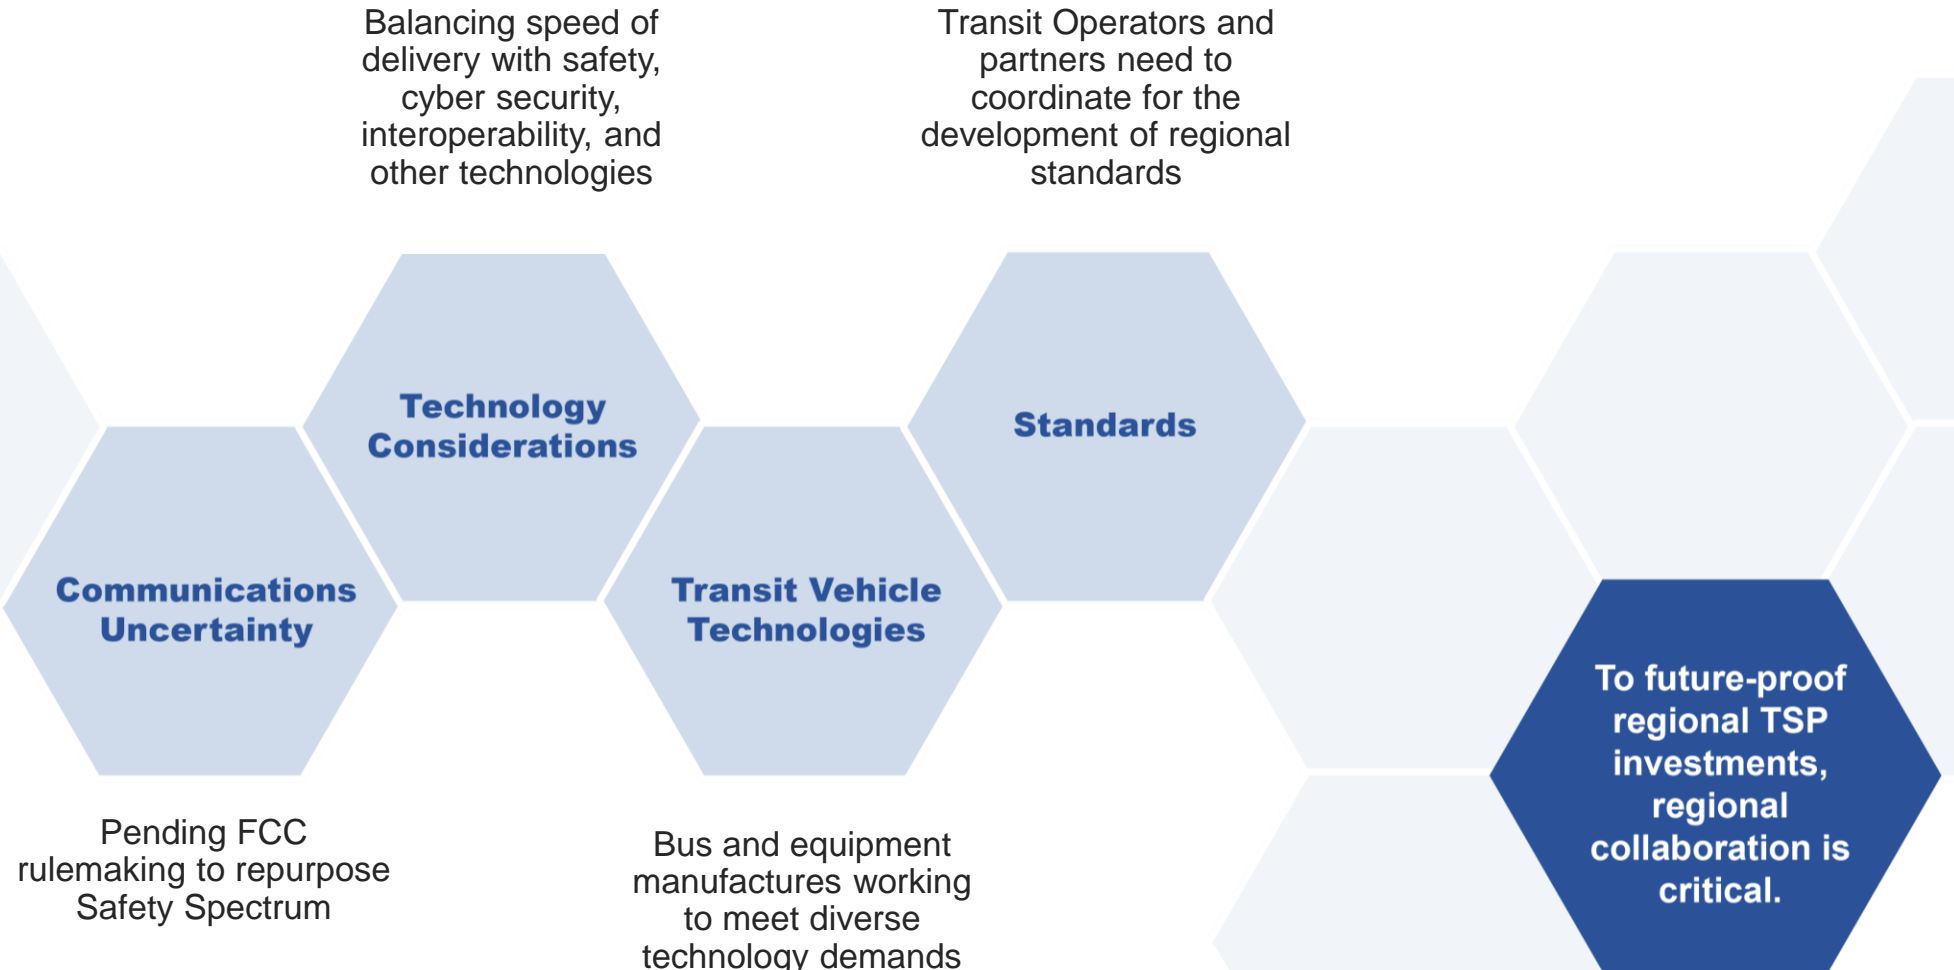 Balancing speed of
delivery with safety,
cyber security,
interoperability, and
other technologies
Transit Operators and
partners need to
coordinate for the
development of regional
standards
Technology
Considerations
Standards
Communications
Uncertainty
Transit Vehicle
Technologies
To future-proof
regional TSP
investments,
regional
collaboration is
critical.
Pending FCC
rulemaking to repurpose
Safety Spectrum
Bus and equipment
manufactures working
to meet diverse
technology demands